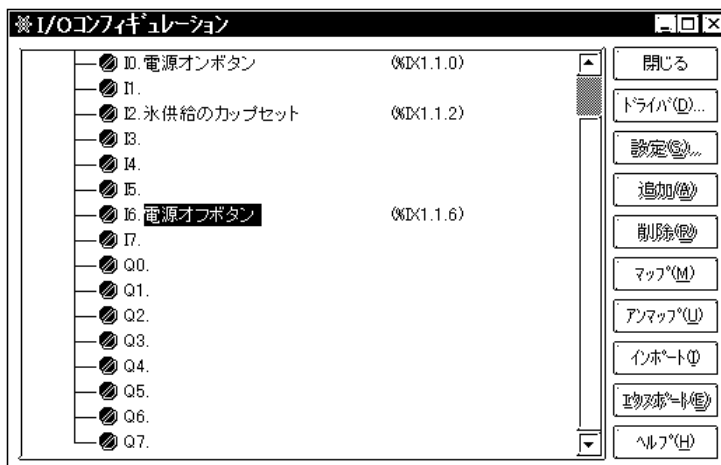 I/Oコンフィギュレーション
I0.電源オンボタン (%IX1.1.0)
I1.
I2.氷供給のカップセット (%IX1.1.2)
I3.
I4.
I5.
I6.電源オフボタン (%IX1.1.6)
I7.
Q0.
Q1.
Q2.
Q3.
Q4.
Q5.
Q6.
Q7.
閉じる
ドライバ(D)...
設定(S)...
追加(A)
削除(R)
マップ(M)
アンマップ(U)
インポート(I)
エクスポート(E)
ヘルプ(H)